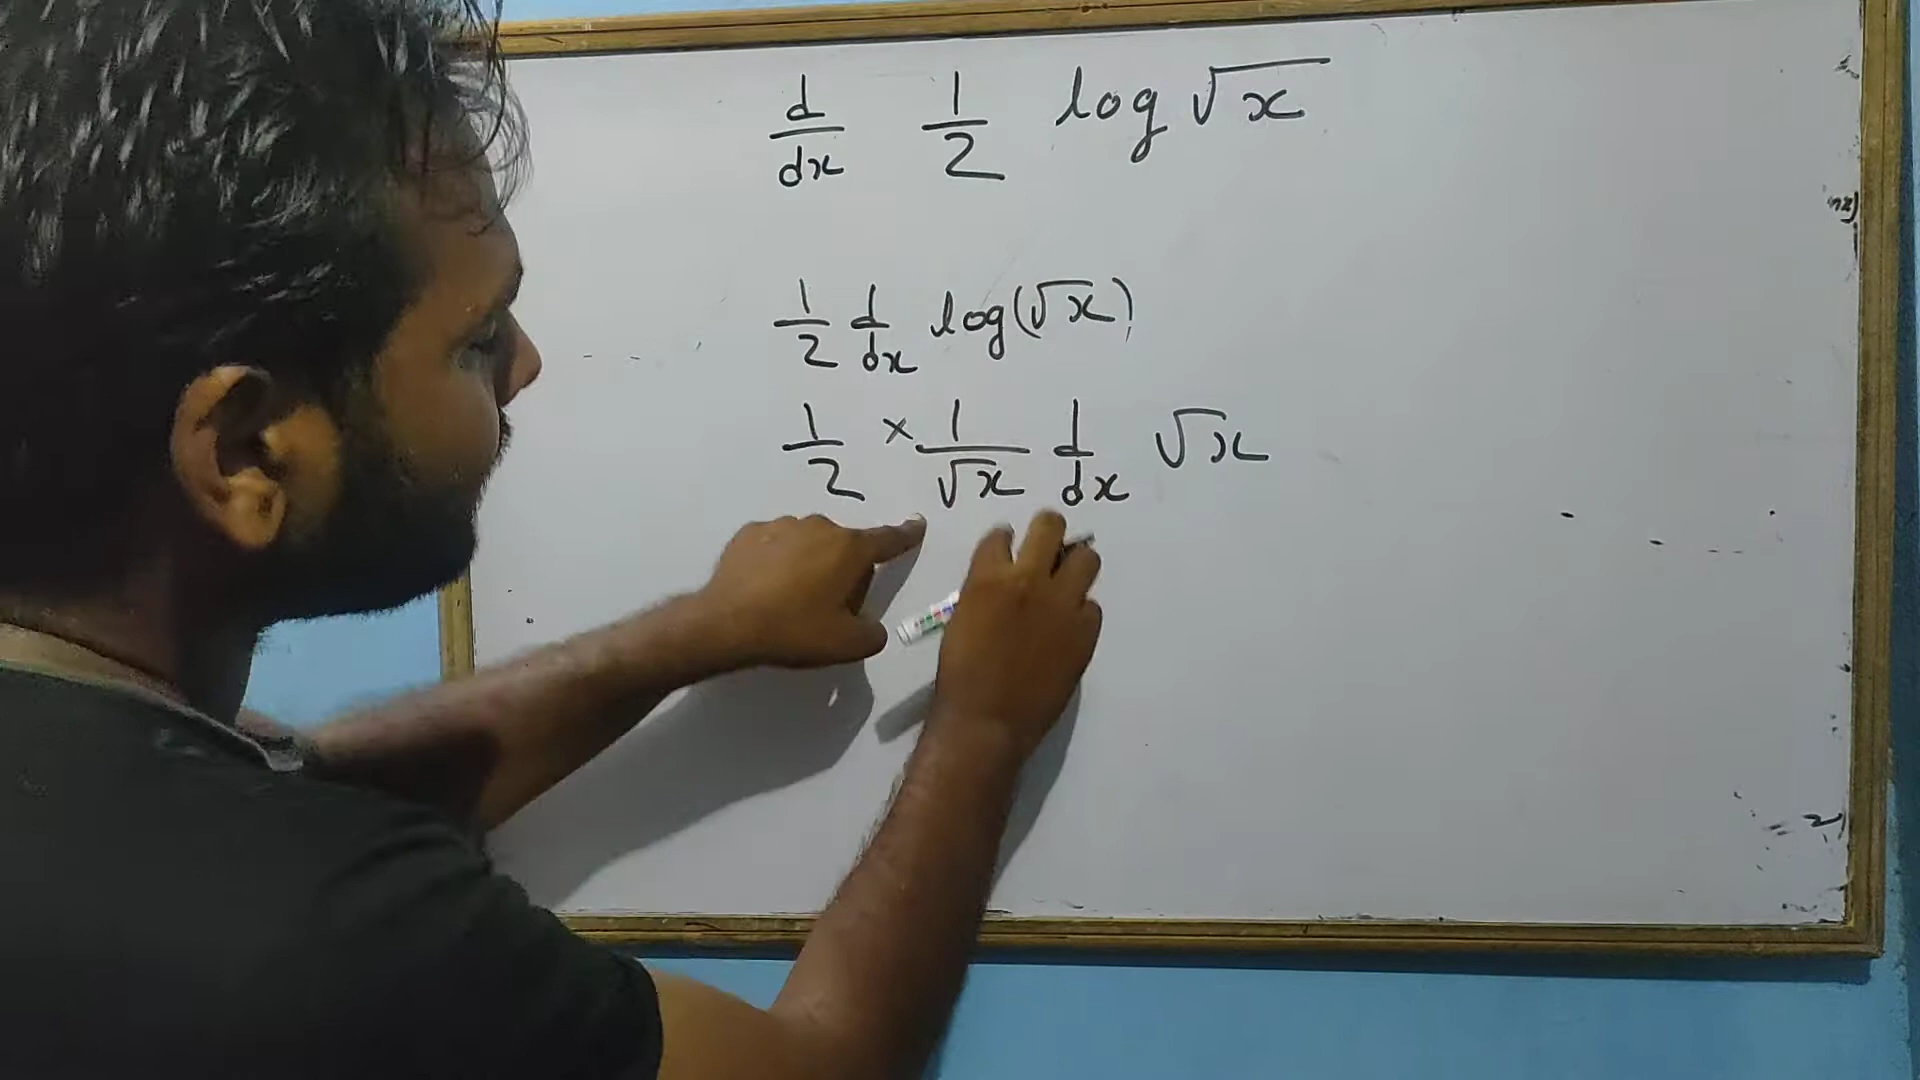 d/dx 1/2 log √x
1/2 d/dx log(√x)
1/2 × 1/√x d/dx √x